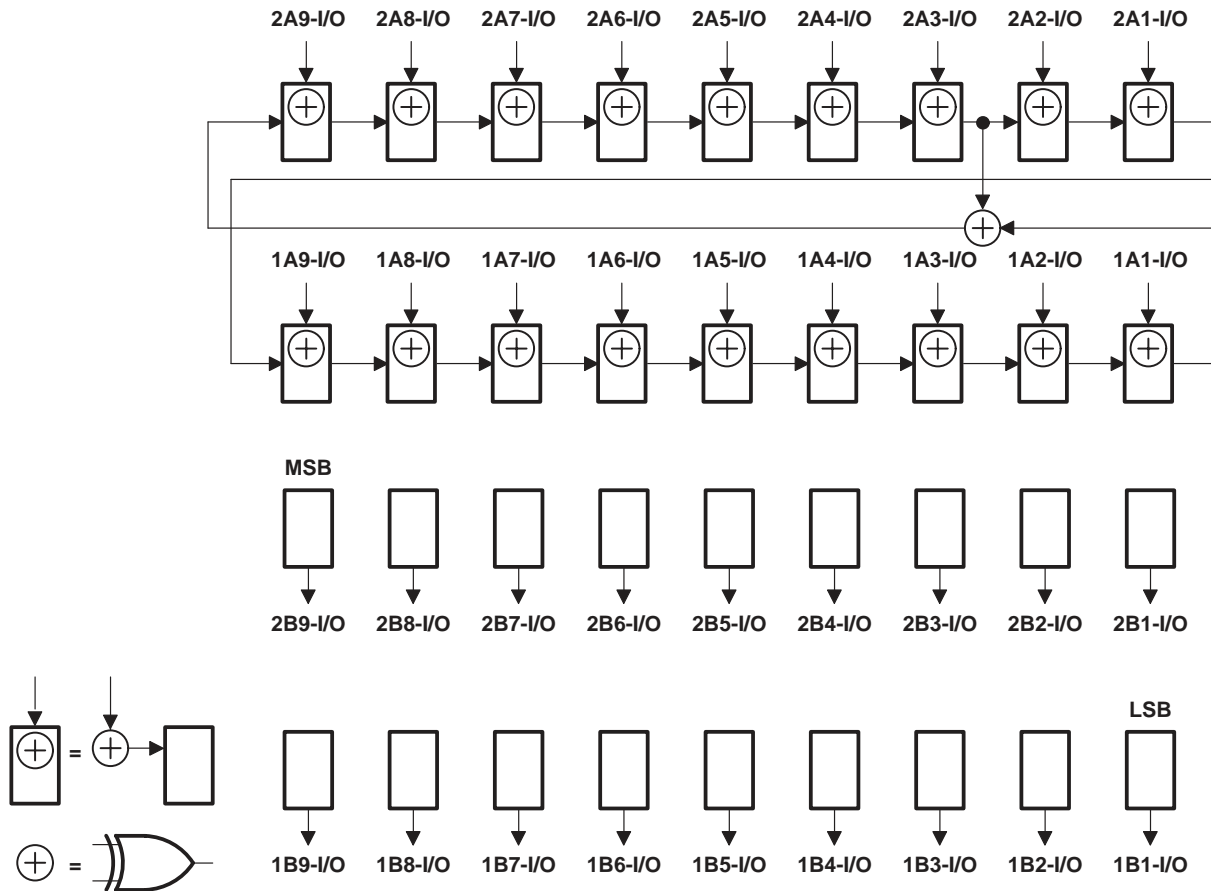 2A9-I/O 2A8-I/O 2A7-I/O 2A6-I/O 2A5-I/O 2A4-I/O 2A3-I/O 2A2-I/O 2A1-I/O
1A9-I/O 1A8-I/O 1A7-I/O 1A6-I/O 1A5-I/O 1A4-I/O 1A3-I/O 1A2-I/O 1A1-I/O
MSB
2B9-I/O 2B8-I/O 2B7-I/O 2B6-I/O 2B5-I/O 2B4-I/O 2B3-I/O 2B2-I/O 2B1-I/O
LSB
=
=
1B9-I/O 1B8-I/O 1B7-I/O 1B6-I/O 1B5-I/O 1B4-I/O 1B3-I/O 1B2-I/O 1B1-I/O